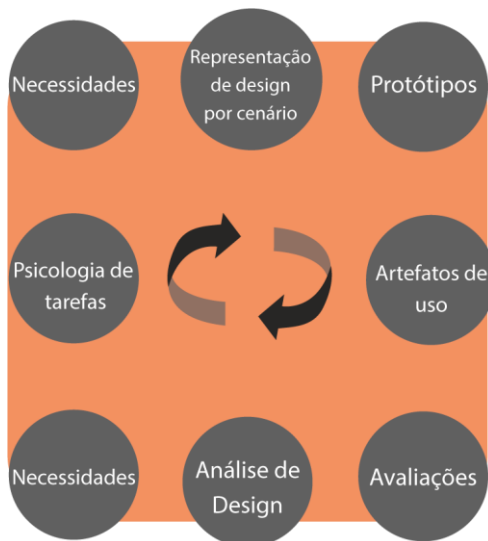 Necessidades
Representação
de design
por cenário
Protótipos
Psicologia de
tarefas
Artefatos de
uso
Necessidades
Análise de
Design
Avaliações